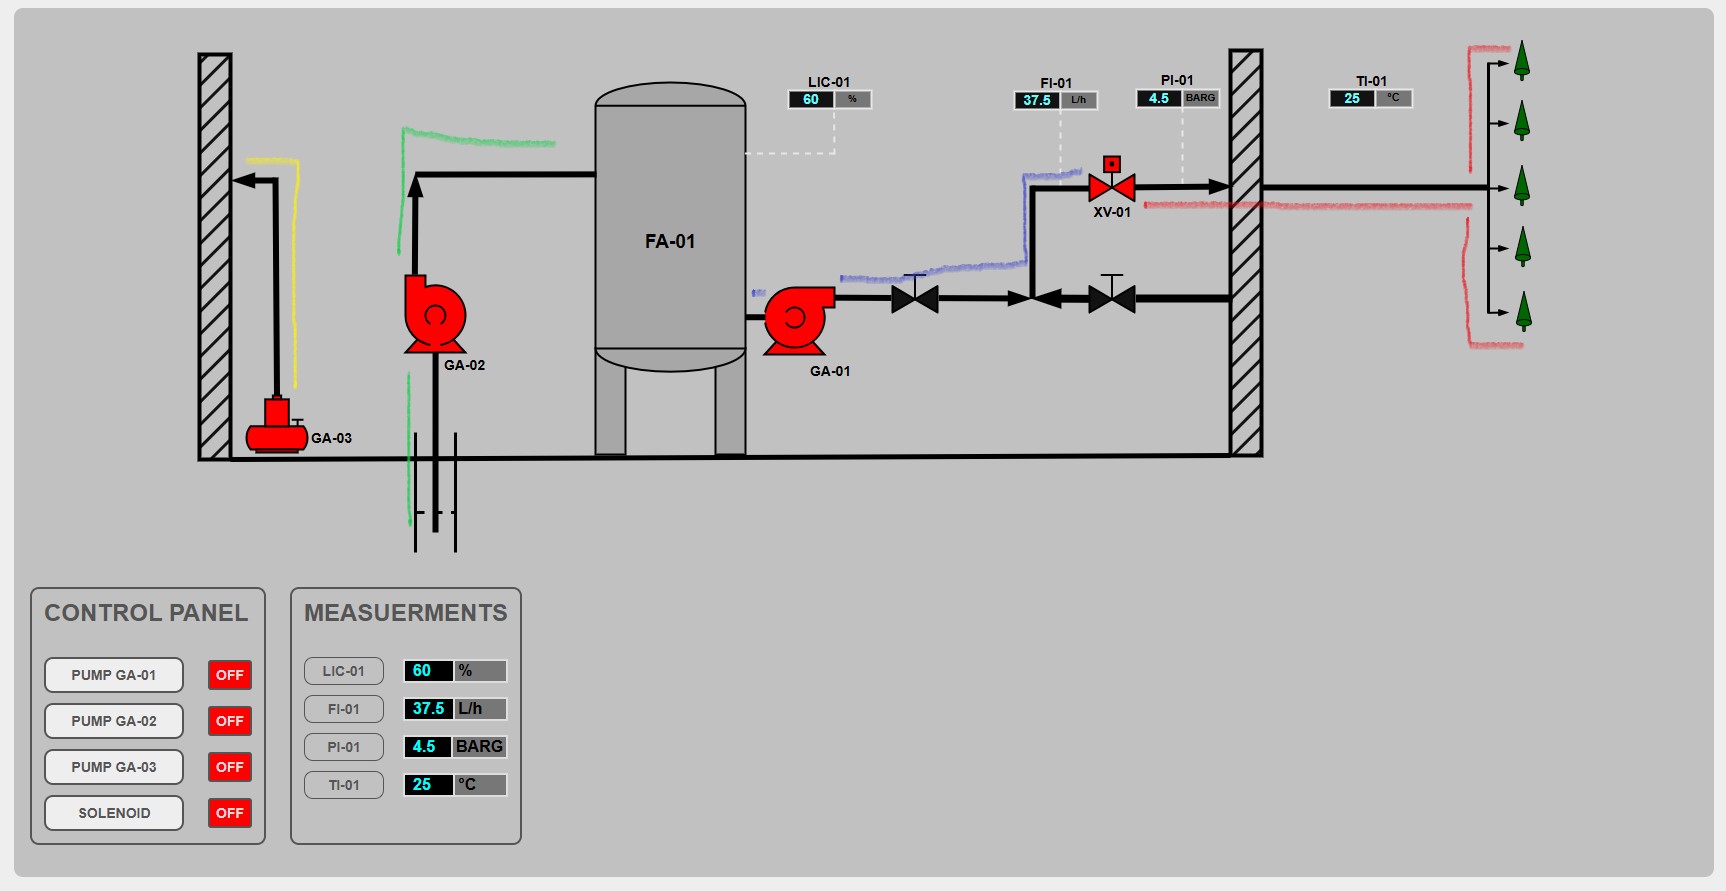 LIC-01
60 %
FI-01
37.5 L/h
PI-01
4.5 BARG
TI-01
25 °C
XV-01
FA-01
GA-02
GA-01
GA-03
CONTROL PANEL
PUMP GA-01 OFF
PUMP GA-02 OFF
PUMP GA-03 OFF
SOLENOID OFF
MEASUERMENTS
LIC-01 60 %
FI-01 37.5 L/h
PI-01 4.5 BARG
TI-01 25 °C